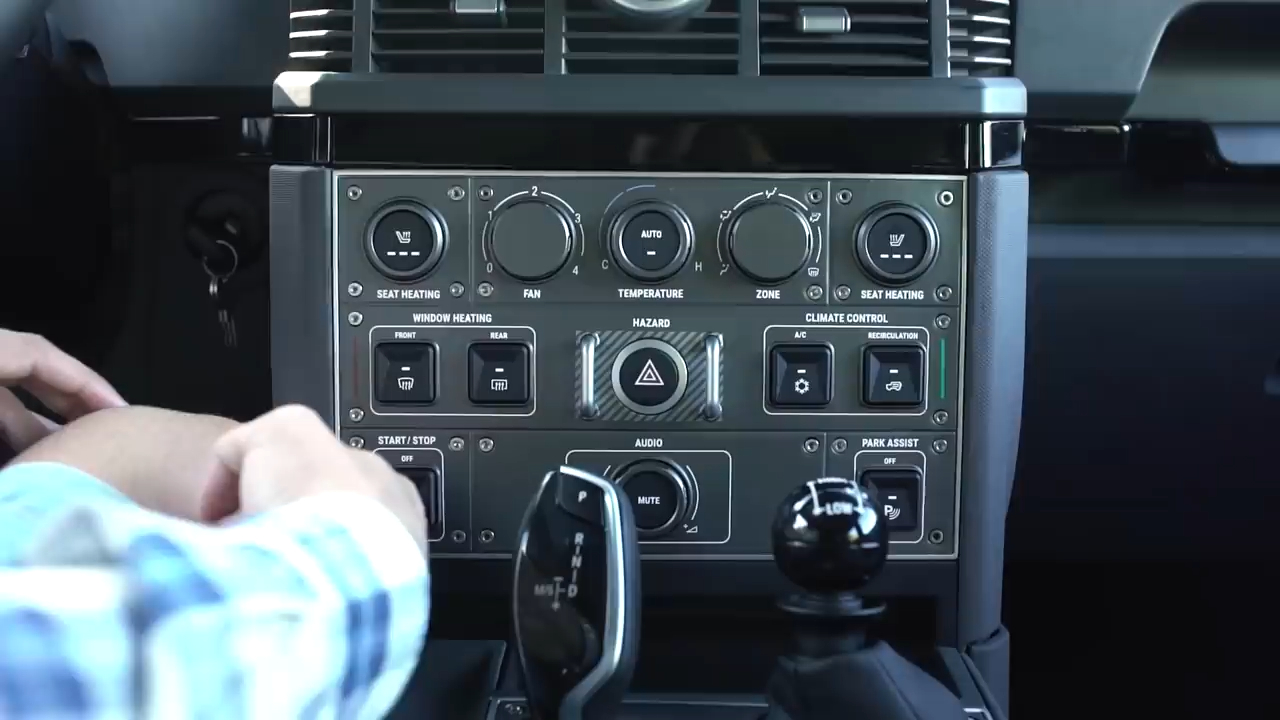 2
1 3
0 4
AUTO
C H
SEAT HEATING FAN TEMPERATURE ZONE SEAT HEATING
WINDOW HEATING HAZARD CLIMATE CONTROL
FRONT REAR A/C RECIRCULATION
START / STOP AUDIO PARK ASSIST
OFF OFF
MUTE
P
P
LOW
R
N
M/S D